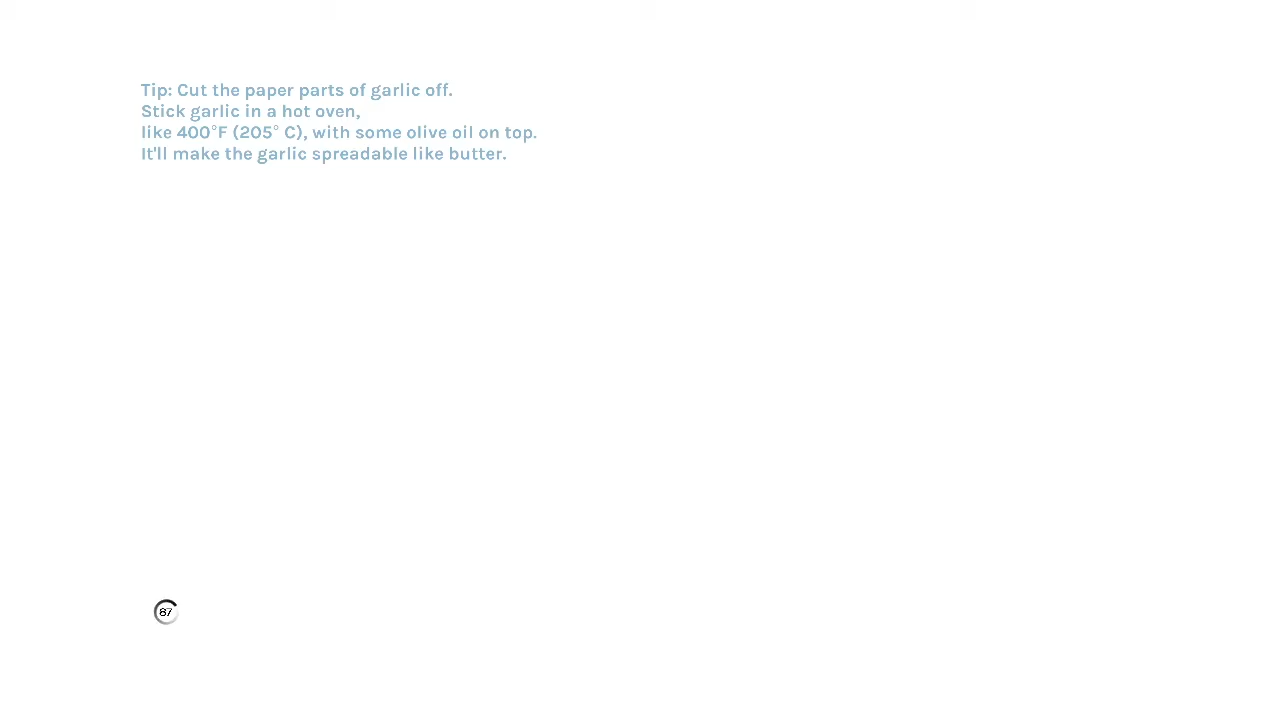 Tip: Cut the paper parts of garlic off.
Stick garlic in a hot oven,
like 400°F (205° C), with some olive oil on top.
It'll make the garlic spreadable like butter.
87